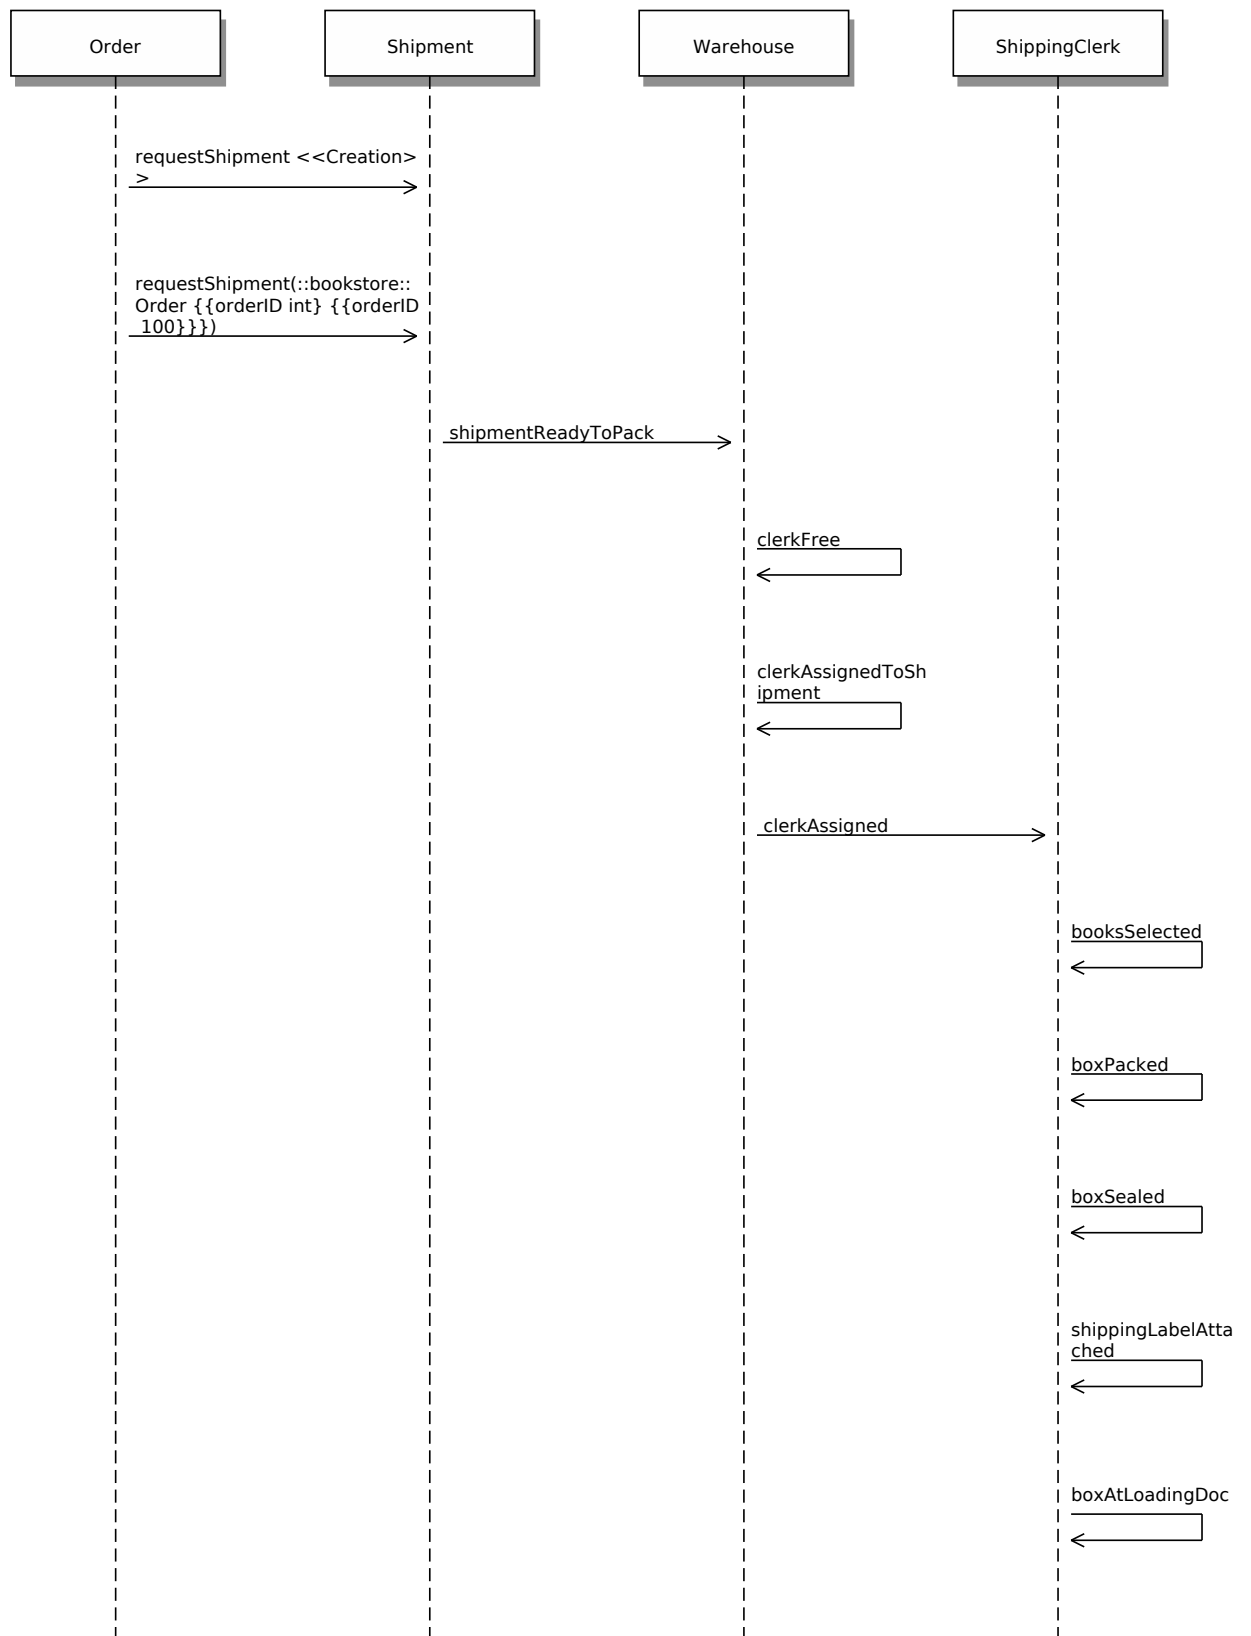 Order
Shipment
Warehouse
ShippingClerk
requestShipment <<Creation>
>
requestShipment(::bookstore::
Order {{orderID int} {{orderID
100}}})
shipmentReadyToPack
clerkFree
clerkAssignedToSh
ipment
clerkAssigned
booksSelected
boxPacked
boxSealed
shippingLabelAtta
ched
boxAtLoadingDoc